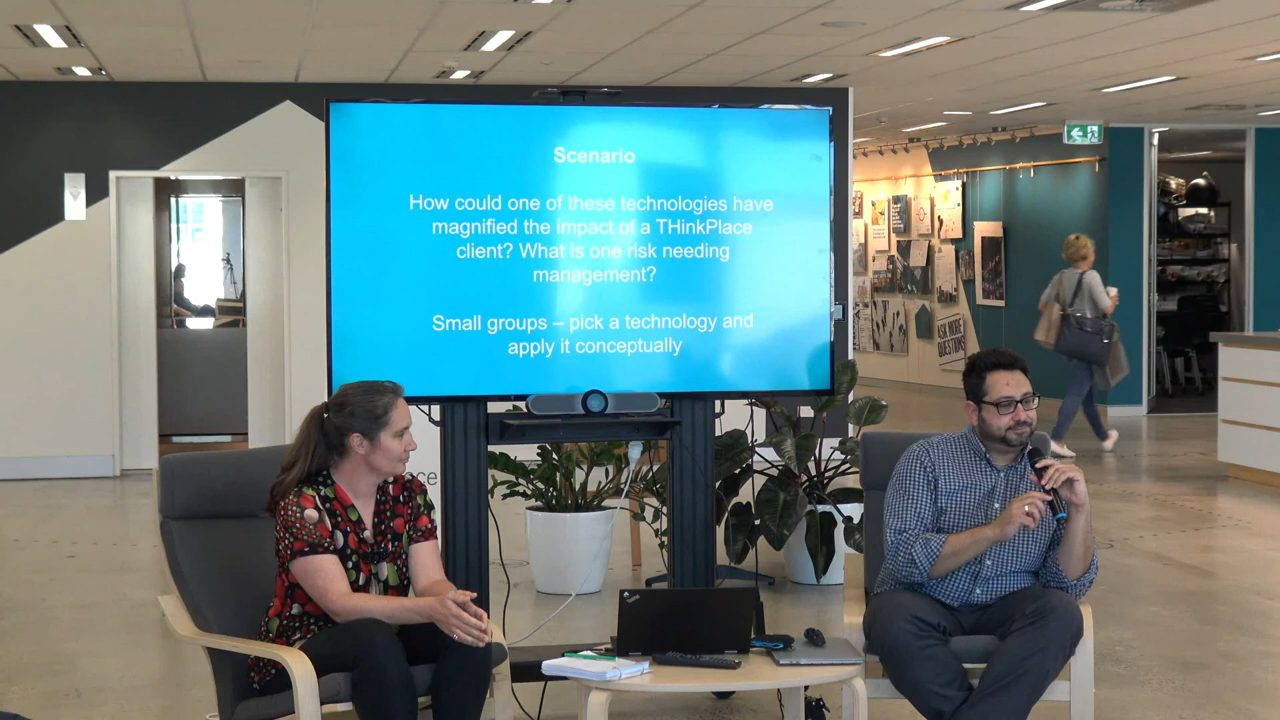 Scenario
How could one of these technologies have
magnified the impact of a THinkPlace
client? What is one risk needing
management?
Small groups – pick a technology and
apply it conceptually
ASK MORE
QUESTIONS
ce